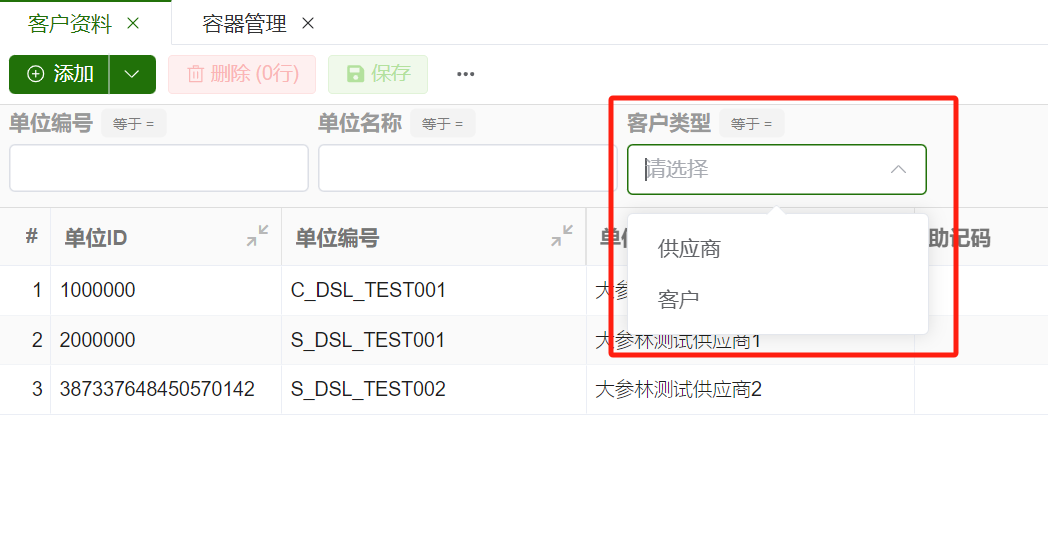 客户资料 × 容器管理 ×
添加 删除 (0行) 保存 •••
单位编号 等于 = 单位名称 等于 = 客户类型 等于 =
请选择
# 单位ID 单位编号 单 助记码
供应商
1 1000000 C_DSL_TEST001 大参
客户
2 2000000 S_DSL_TEST001 大参林测试供应商1
3 387337648450570142 S_DSL_TEST002 大参林测试供应商2